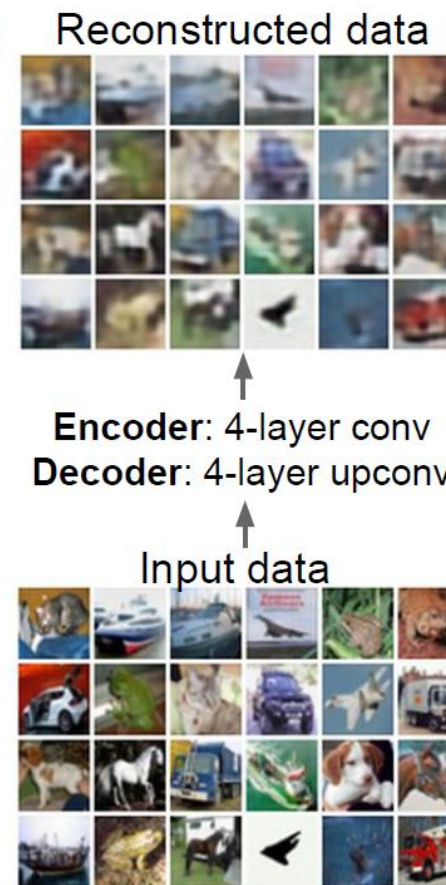 Reconstructed data
Encoder: 4-layer conv
Decoder: 4-layer upconv
Input data